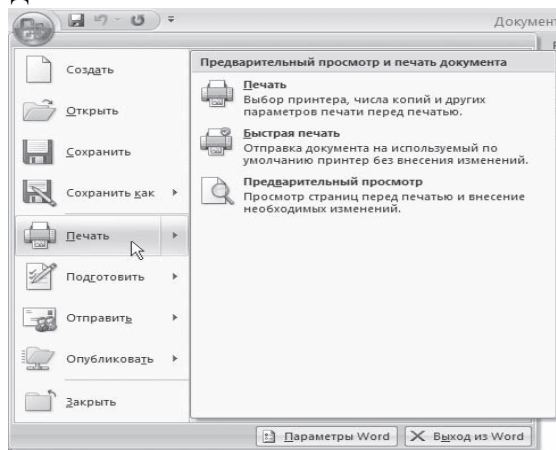 Документ
Создать
Открыть
Сохранить
Сохранить как
Печать
Подготовить
Отправить
Опубликовать
Закрыть
Предварительный просмотр и печать документа
Печать
Выбор принтера, числа копий и других
параметров печати перед печатью.
Быстрая печать
Отправка документа на используемый по
умолчанию принтер без внесения изменений.
Предварительный просмотр
Просмотр страниц перед печатью и внесение
необходимых изменений.
Параметры Word
Выход из Word